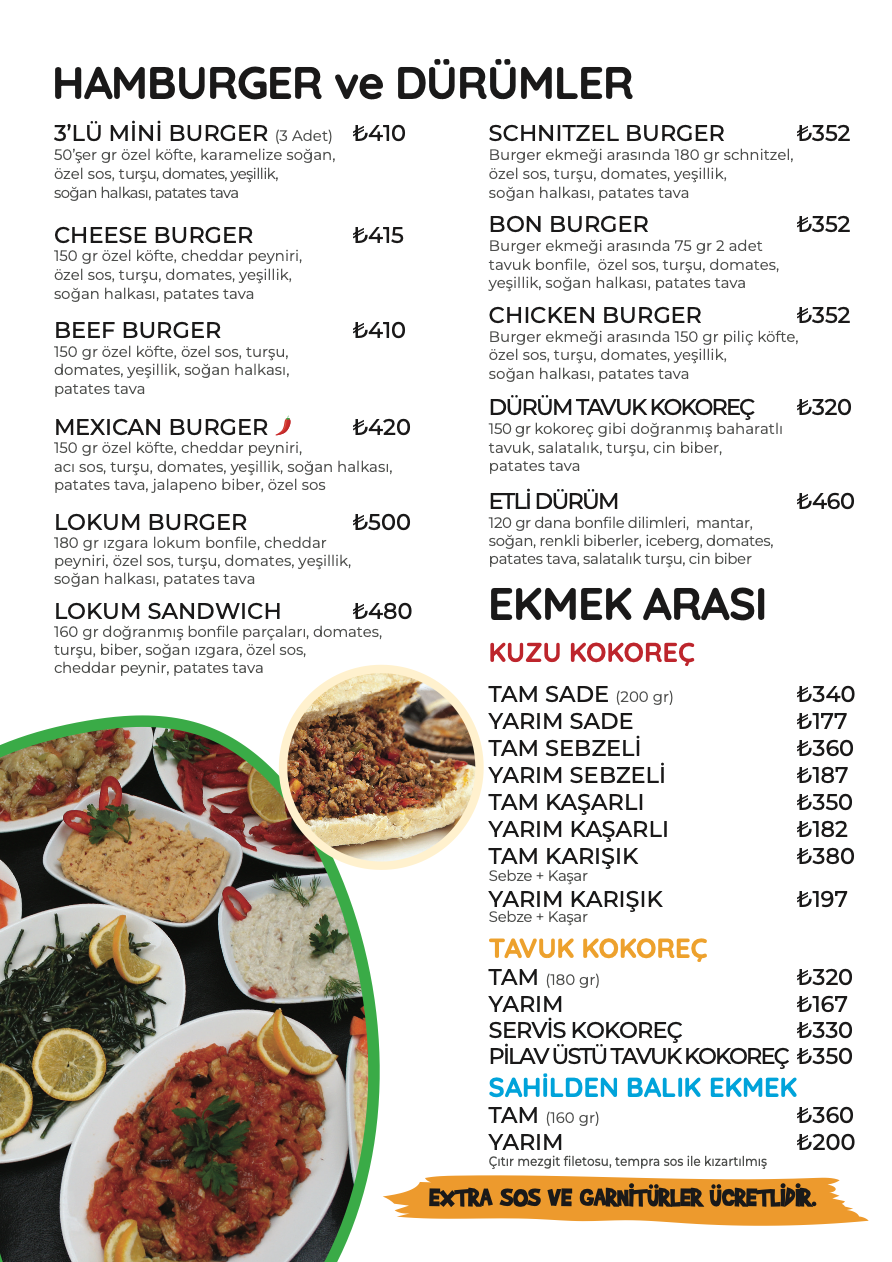 HAMBURGER ve DÜRÜMLER
3’LÜ MİNİ BURGER (3 Adet) ₺410
50’şer gr özel köfte, karamelize soğan,
özel sos, turşu, domates, yeşillik,
soğan halkası, patates tava
CHEESE BURGER ₺415
150 gr özel köfte, cheddar peyniri,
özel sos, turşu, domates, yeşillik,
soğan halkası, patates tava
BEEF BURGER ₺410
150 gr özel köfte, özel sos, turşu,
domates, yeşillik, soğan halkası,
patates tava
MEXICAN BURGER ₺420
150 gr özel köfte, cheddar peyniri,
acı sos, turşu, domates, yeşillik, soğan halkası,
patates tava, jalapeno biber, özel sos
LOKUM BURGER ₺500
180 gr ızgara lokum bonfile, cheddar
peyniri, özel sos, turşu, domates, yeşillik,
soğan halkası, patates tava
LOKUM SANDWICH ₺480
160 gr doğranmış bonfile parçaları, domates,
turşu, biber, soğan ızgara, özel sos,
cheddar peynir, patates tava
SCHNITZEL BURGER ₺352
Burger ekmeği arasında 180 gr schnitzel,
özel sos, turşu, domates, yeşillik,
soğan halkası, patates tava
BON BURGER ₺352
Burger ekmeği arasında 75 gr 2 adet
tavuk bonfile, özel sos, turşu, domates,
yeşillik, soğan halkası, patates tava
CHICKEN BURGER ₺352
Burger ekmeği arasında 150 gr piliç köfte,
özel sos, turşu, domates, yeşillik,
soğan halkası, patates tava
DÜRÜM TAVUK KOKOREÇ ₺320
150 gr kokoreç gibi doğranmış baharatlı
tavuk, salatalık, turşu, cin biber,
patates tava
ETLİ DÜRÜM ₺460
120 gr dana bonfile dilimleri, mantar,
soğan, renkli biberler, iceberg, domates,
patates tava, salatalık turşu, cin biber
EKMEK ARASI
KUZU KOKOREÇ
TAM SADE (200 gr) ₺340
YARIM SADE ₺177
TAM SEBZELİ ₺360
YARIM SEBZELİ ₺187
TAM KAŞARLI ₺350
YARIM KAŞARLI ₺182
TAM KARIŞIK ₺380
Sebze + Kaşar
YARIM KARIŞIK ₺197
Sebze + Kaşar
TAVUK KOKOREÇ
TAM (180 gr) ₺320
YARIM ₺167
SERVİS KOKOREÇ ₺330
PİLAV ÜSTÜ TAVUK KOKOREÇ ₺350
SAHİLDEN BALIK EKMEK
TAM (160 gr) ₺360
YARIM ₺200
Çıtır mezgit filetosu, tempra sos ile kızartılmış
EXTRA SOS VE GARNİTÜRLER ÜCRETLİDİR.